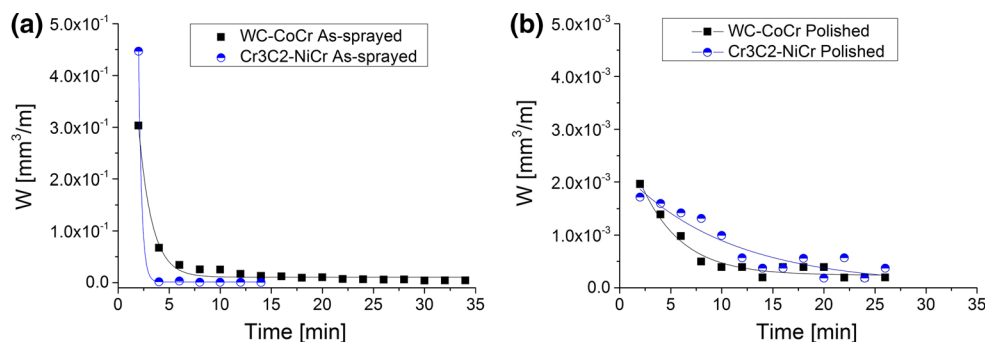 (a)
WC-CoCr As-sprayed
Cr3C2-NiCr As-sprayed
5.0x10⁻¹
4.0x10⁻¹
3.0x10⁻¹
2.0x10⁻¹
1.0x10⁻¹
0.0
W [mm³/m]
0 5 10 15 20 25 30 35
Time [min]
(b)
WC-CoCr Polished
Cr3C2-NiCr Polished
5.0x10⁻³
4.0x10⁻³
3.0x10⁻³
2.0x10⁻³
1.0x10⁻³
0.0
W [mm³/m]
0 5 10 15 20 25 30 35
Time [min]